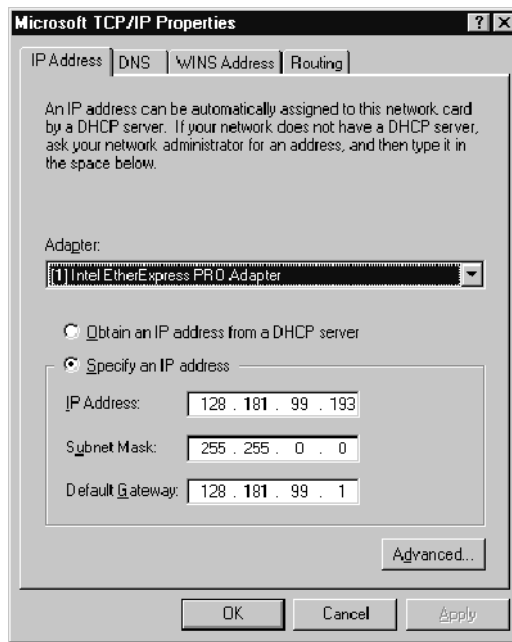 Microsoft TCP/IP Properties
IP Address DNS WINS Address Routing
An IP address can be automatically assigned to this network card
by a DHCP server. If your network does not have a DHCP server,
ask your network administrator for an address, and then type it in
the space below.
Adapter:
[1] Intel EtherExpress PRO Adapter
Obtain an IP address from a DHCP server
Specify an IP address
IP Address: 128 . 181 . 99 . 193
Subnet Mask: 255 . 255 . 0 . 0
Default Gateway: 128 . 181 . 99 . 1
Advanced...
OK Cancel Apply